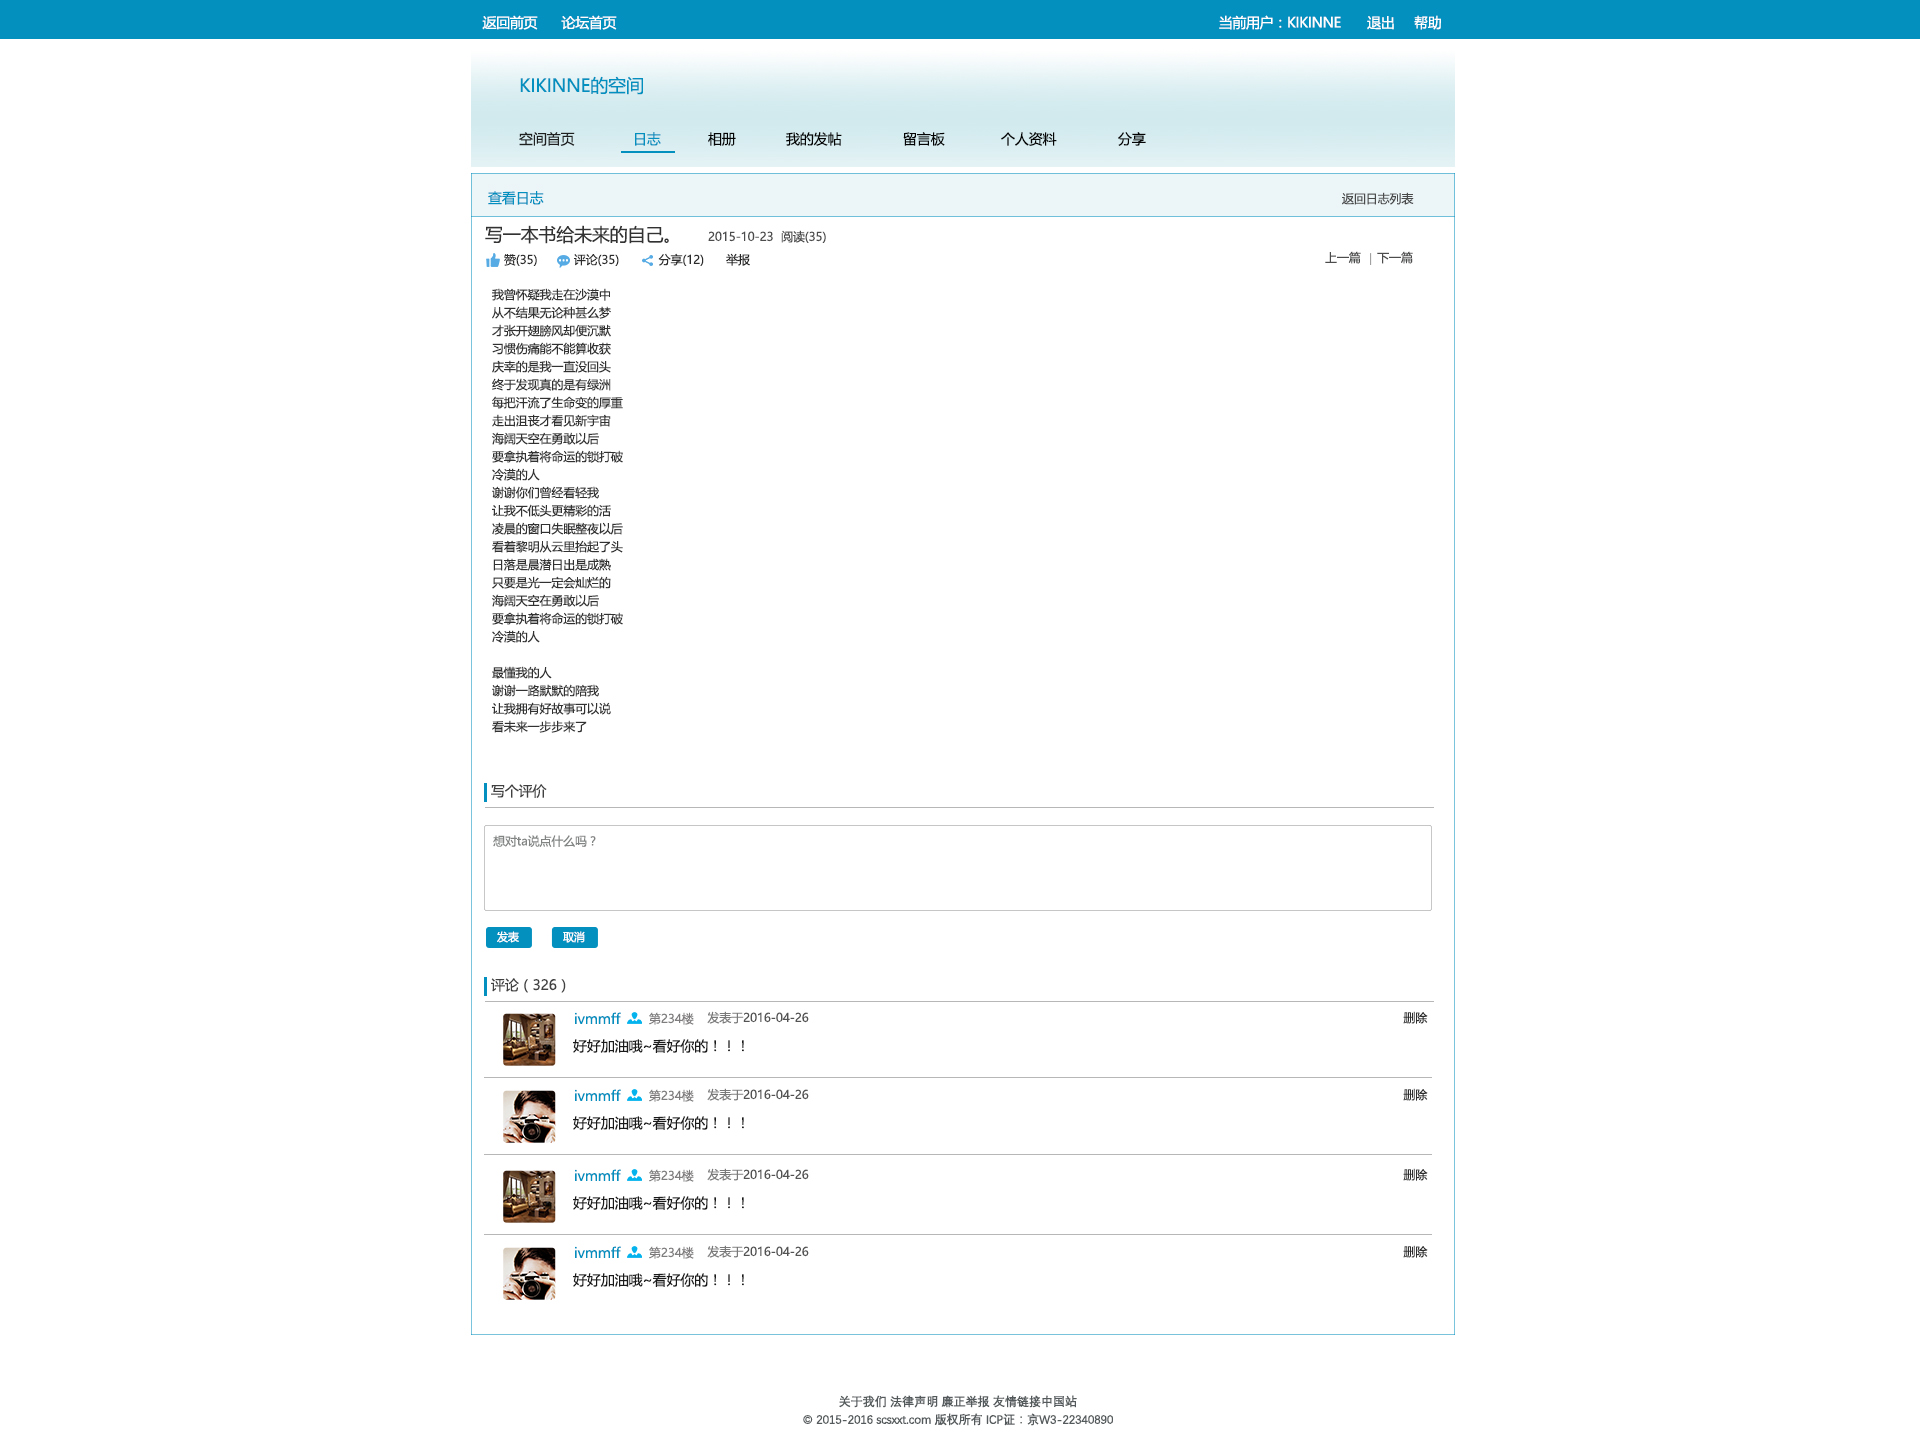 返回前页 论坛首页 当前用户：KIKINNE 退出 帮助
KIKINNE的空间
空间首页 日志 相册 我的发帖 留言板 个人资料 分享
查看日志 返回日志列表
写一本书给未来的自己。 2015-10-23 阅读(35)
赞(35) 评论(35) 分享(12) 举报 上一篇 | 下一篇
我曾怀疑我走在沙漠中
从不结果无论种甚么梦
才张开翅膀风却便沉默
习惯伤痛能不能算收获
庆幸的是我一直没回头
终于发现真的是有绿洲
每把汗流了生命变的厚重
走出沮丧才看见新宇宙
海阔天空在勇敢以后
要拿执着将命运的锁打破
冷漠的人
谢谢你们曾经看轻我
让我不低头更精彩的活
凌晨的窗口失眠整夜以后
看着黎明从云里抬起了头
日落是晨潜日出是成熟
只要是光一定会灿烂的
海阔天空在勇敢以后
要拿执着将命运的锁打破
冷漠的人
最懂我的人
谢谢一路默默的陪我
让我拥有好故事可以说
看未来一步步来了
写个评价
想对ta说点什么吗？
发表 取消
评论（326）
ivmmff 第234楼 发表于2016-04-26 删除
好好加油哦~看好你的！！！
ivmmff 第234楼 发表于2016-04-26 删除
好好加油哦~看好你的！！！
ivmmff 第234楼 发表于2016-04-26 删除
好好加油哦~看好你的！！！
ivmmff 第234楼 发表于2016-04-26 删除
好好加油哦~看好你的！！！
关于我们 法律声明 廉正举报 友情链接中国站
© 2015-2016 scsxxt.com 版权所有 ICP证：京W3-22340890